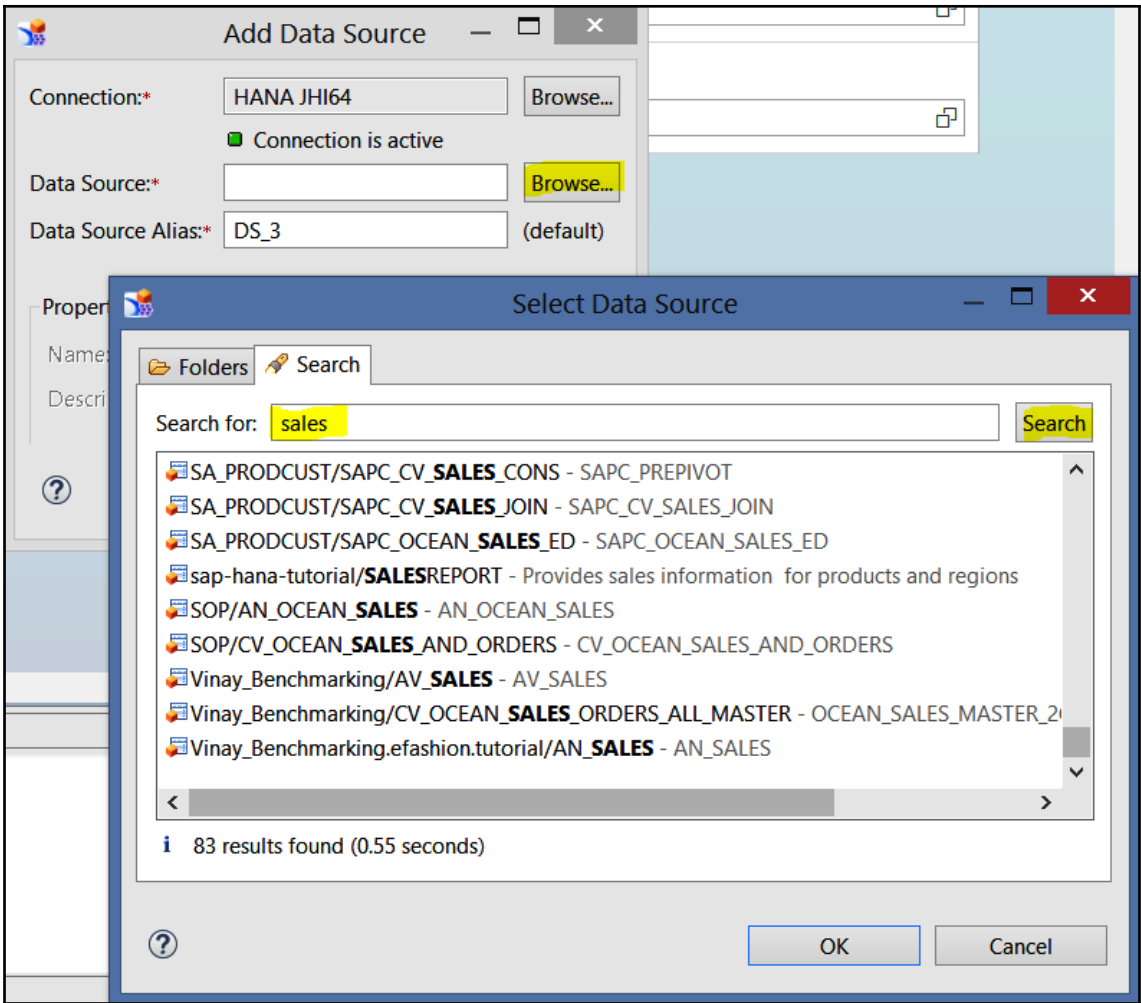 Add Data Source
Connection:* HANA JHI64 Browse...
Connection is active
Data Source:* Browse...
Data Source Alias:* DS_3 (default)
Propert
Name:
Descri
Select Data Source
Folders Search
Search for: sales Search
SA_PRODCUST/SAPC_CV_SALES_CONS - SAPC_PREPIVOT
SA_PRODCUST/SAPC_CV_SALES_JOIN - SAPC_CV_SALES_JOIN
SA_PRODCUST/SAPC_OCEAN_SALES_ED - SAPC_OCEAN_SALES_ED
sap-hana-tutorial/SALESREPORT - Provides sales information  for products and regions
SOP/AN_OCEAN_SALES - AN_OCEAN_SALES
SOP/CV_OCEAN_SALES_AND_ORDERS - CV_OCEAN_SALES_AND_ORDERS
Vinay_Benchmarking/AV_SALES - AV_SALES
Vinay_Benchmarking/CV_OCEAN_SALES_ORDERS_ALL_MASTER - OCEAN_SALES_MASTER_2
Vinay_Benchmarking.efashion.tutorial/AN_SALES - AN_SALES
83 results found (0.55 seconds)
OK Cancel